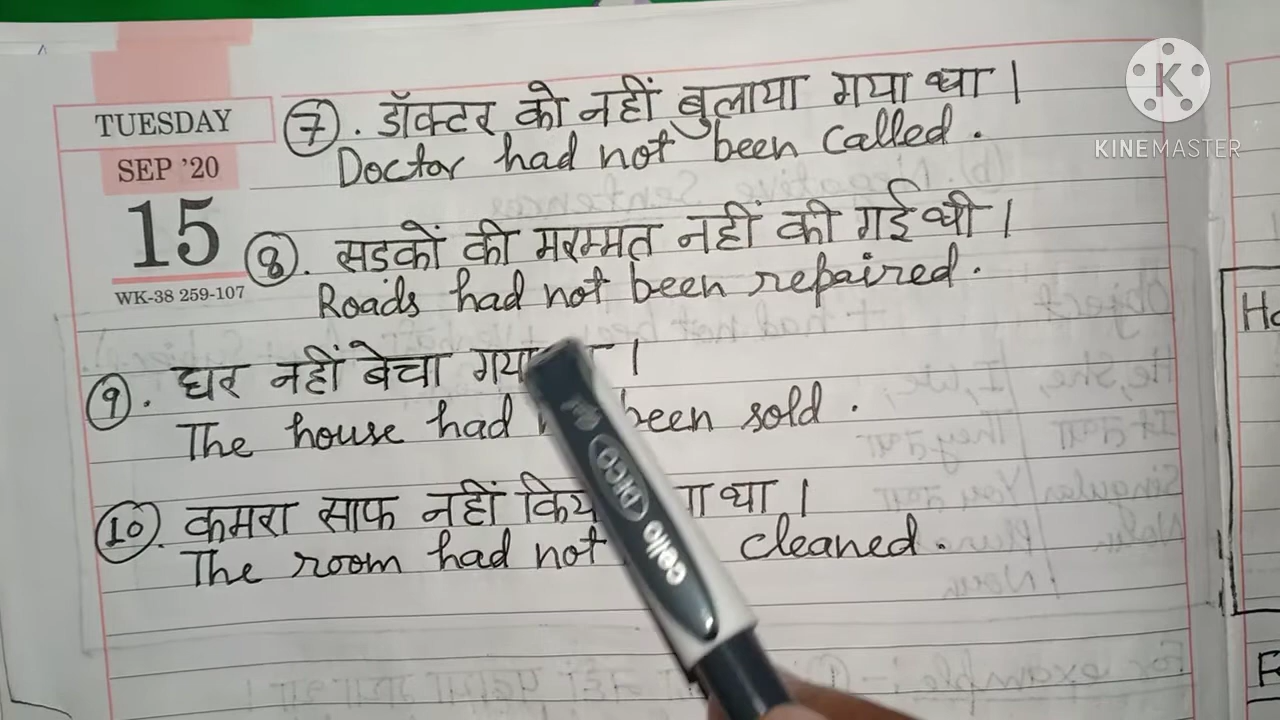 TUESDAY
SEP '20
15
WK-38 259-107
7. डॉक्टर को नहीं बुलाया गया था।
Doctor had not been called.
8. सड़कों की मरम्मत नहीं की गई थी।
Roads had not been repaired.
9. घर नहीं बेचा गया ।
The house had been sold.
10. कमरा साफ नहीं था।
The room had not cleaned.
K
KINEMASTER
cello